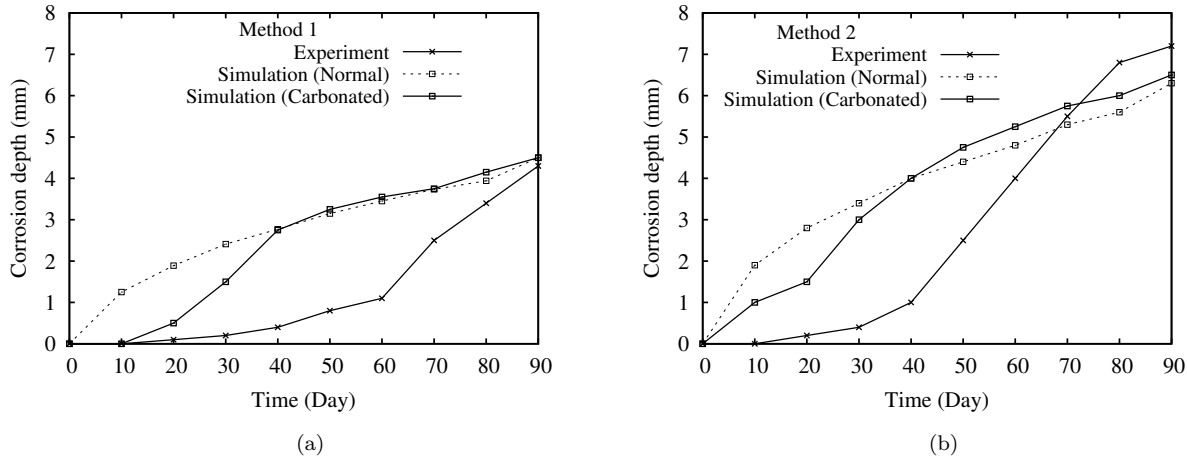 Method 1
Experiment
Simulation (Normal)
Simulation (Carbonated)
8
7
6
5
4
3
2
1
0
Corrosion depth (mm)
0 10 20 30 40 50 60 70 80 90
Time (Day)
(a)
Method 2
Experiment
Simulation (Normal)
Simulation (Carbonated)
8
7
6
5
4
3
2
1
0
Corrosion depth (mm)
0 10 20 30 40 50 60 70 80 90
Time (Day)
(b)